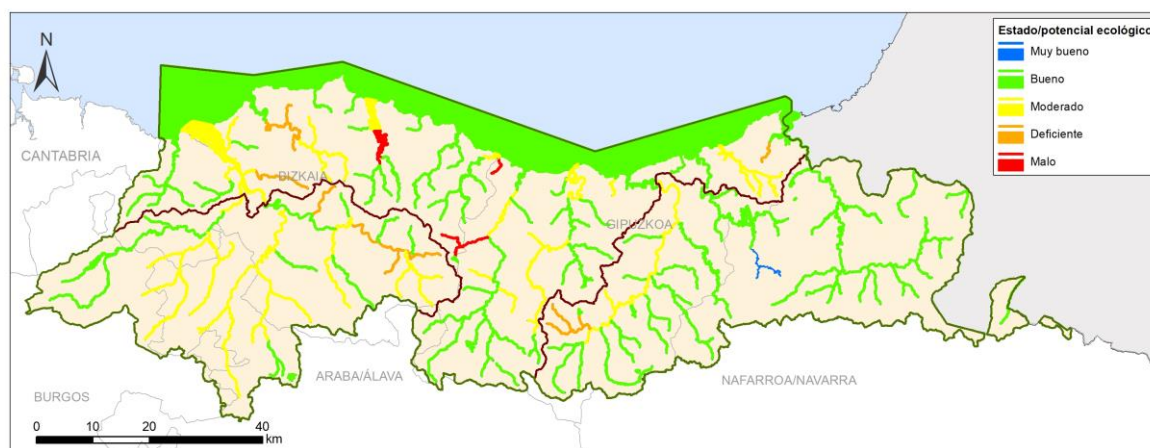 N
Estado/potencial ecológico
Muy bueno
Bueno
Moderado
Deficiente
Malo
CANTABRIA
BIZKAIA
GIPUZKOA
ARABA/ÁLAVA
NAFARROA/NAVARRA
BURGOS
0 10 20 40
km